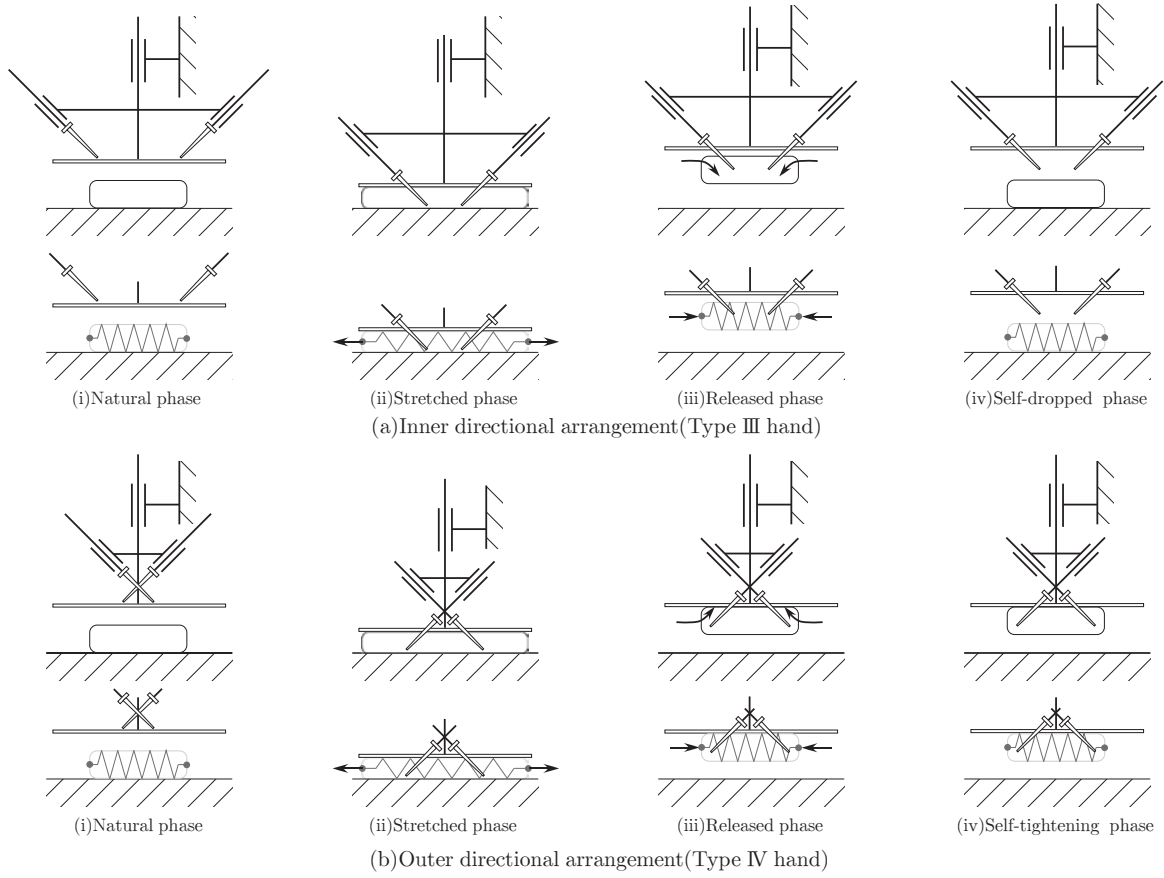 (i)Natural phase
(ii)Stretched phase
(iii)Released phase
(iv)Self-dropped phase
(a)Inner directional arrangement(Type Ⅲ hand)
(i)Natural phase
(ii)Stretched phase
(iii)Released phase
(iv)Self-tightening phase
(b)Outer directional arrangement(Type Ⅳ hand)